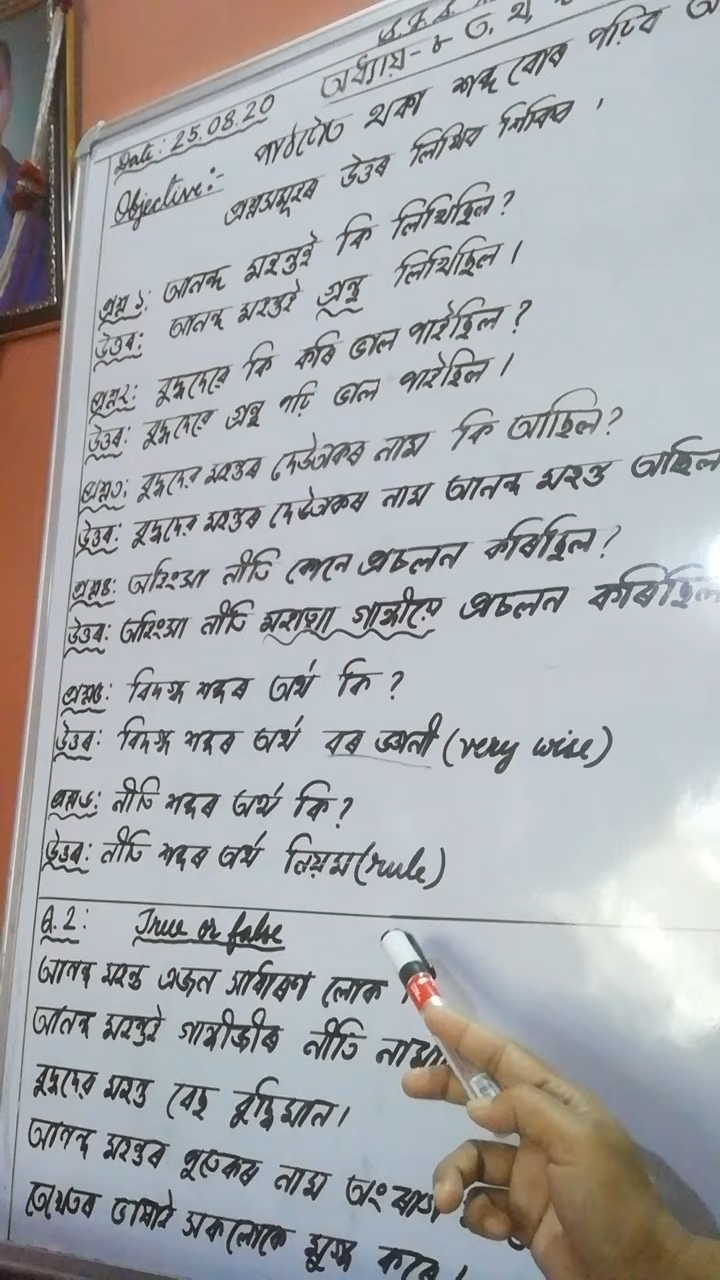 অধ্যায়-৮ ত, থ,
Date: 25.08.20
Objective:- পাঠটোত থকা শব্দ বোৰ পঢ়িব
প্ৰশ্নসমূহৰ উত্তৰ লিখিব শিকিব।
প্ৰশ্ন ১: আনন্দ মহন্তই কি লিখিছিল?
উত্তৰ: আনন্দ মহন্তই গ্ৰন্থ লিখিছিল।
প্ৰশ্ন২: বুদ্ধদেৱে কি কৰি ভাল পাইছিল?
উত্তৰ: বুদ্ধদেৱে গ্ৰন্থ পঢ়ি ভাল পাইছিল।
প্ৰশ্ন৩: বুদ্ধদেৱ মহন্তৰ দেউতাকৰ নাম কি আছিল?
উত্তৰ: বুদ্ধদেৱ মহন্তৰ দেউতাকৰ নাম আনন্দ মহন্ত আছিল
প্ৰশ্ন৪: অহিংসা নীতি কোনে প্ৰচলন কৰিছিল?
উত্তৰ: অহিংসা নীতি মহাত্মা গান্ধীয়ে প্ৰচলন কৰিছিল
প্ৰশ্ন৫: বিদগ্ধ শব্দৰ অৰ্থ কি?
উত্তৰ: বিদগ্ধ শব্দৰ অৰ্থ বৰ জ্ঞানী (very wise)
প্ৰশ্ন৬: নীতি শব্দৰ অৰ্থ কি?
উত্তৰ: নীতি শব্দৰ অৰ্থ নিয়ম (rule)
Q.2: True or false
আনন্দ মহন্ত এজন সাধাৰণ লোক
আনন্দ মহন্তই গান্ধীজীৰ নীতি
বুদ্ধদেৱ মহন্ত বেছ বুদ্ধিমান।
আনন্দ মহন্তৰ পুতেকৰ নাম অংৰাগ
তেখেতৰ ভাষাই সকলোকে মুগ্ধ কৰে।